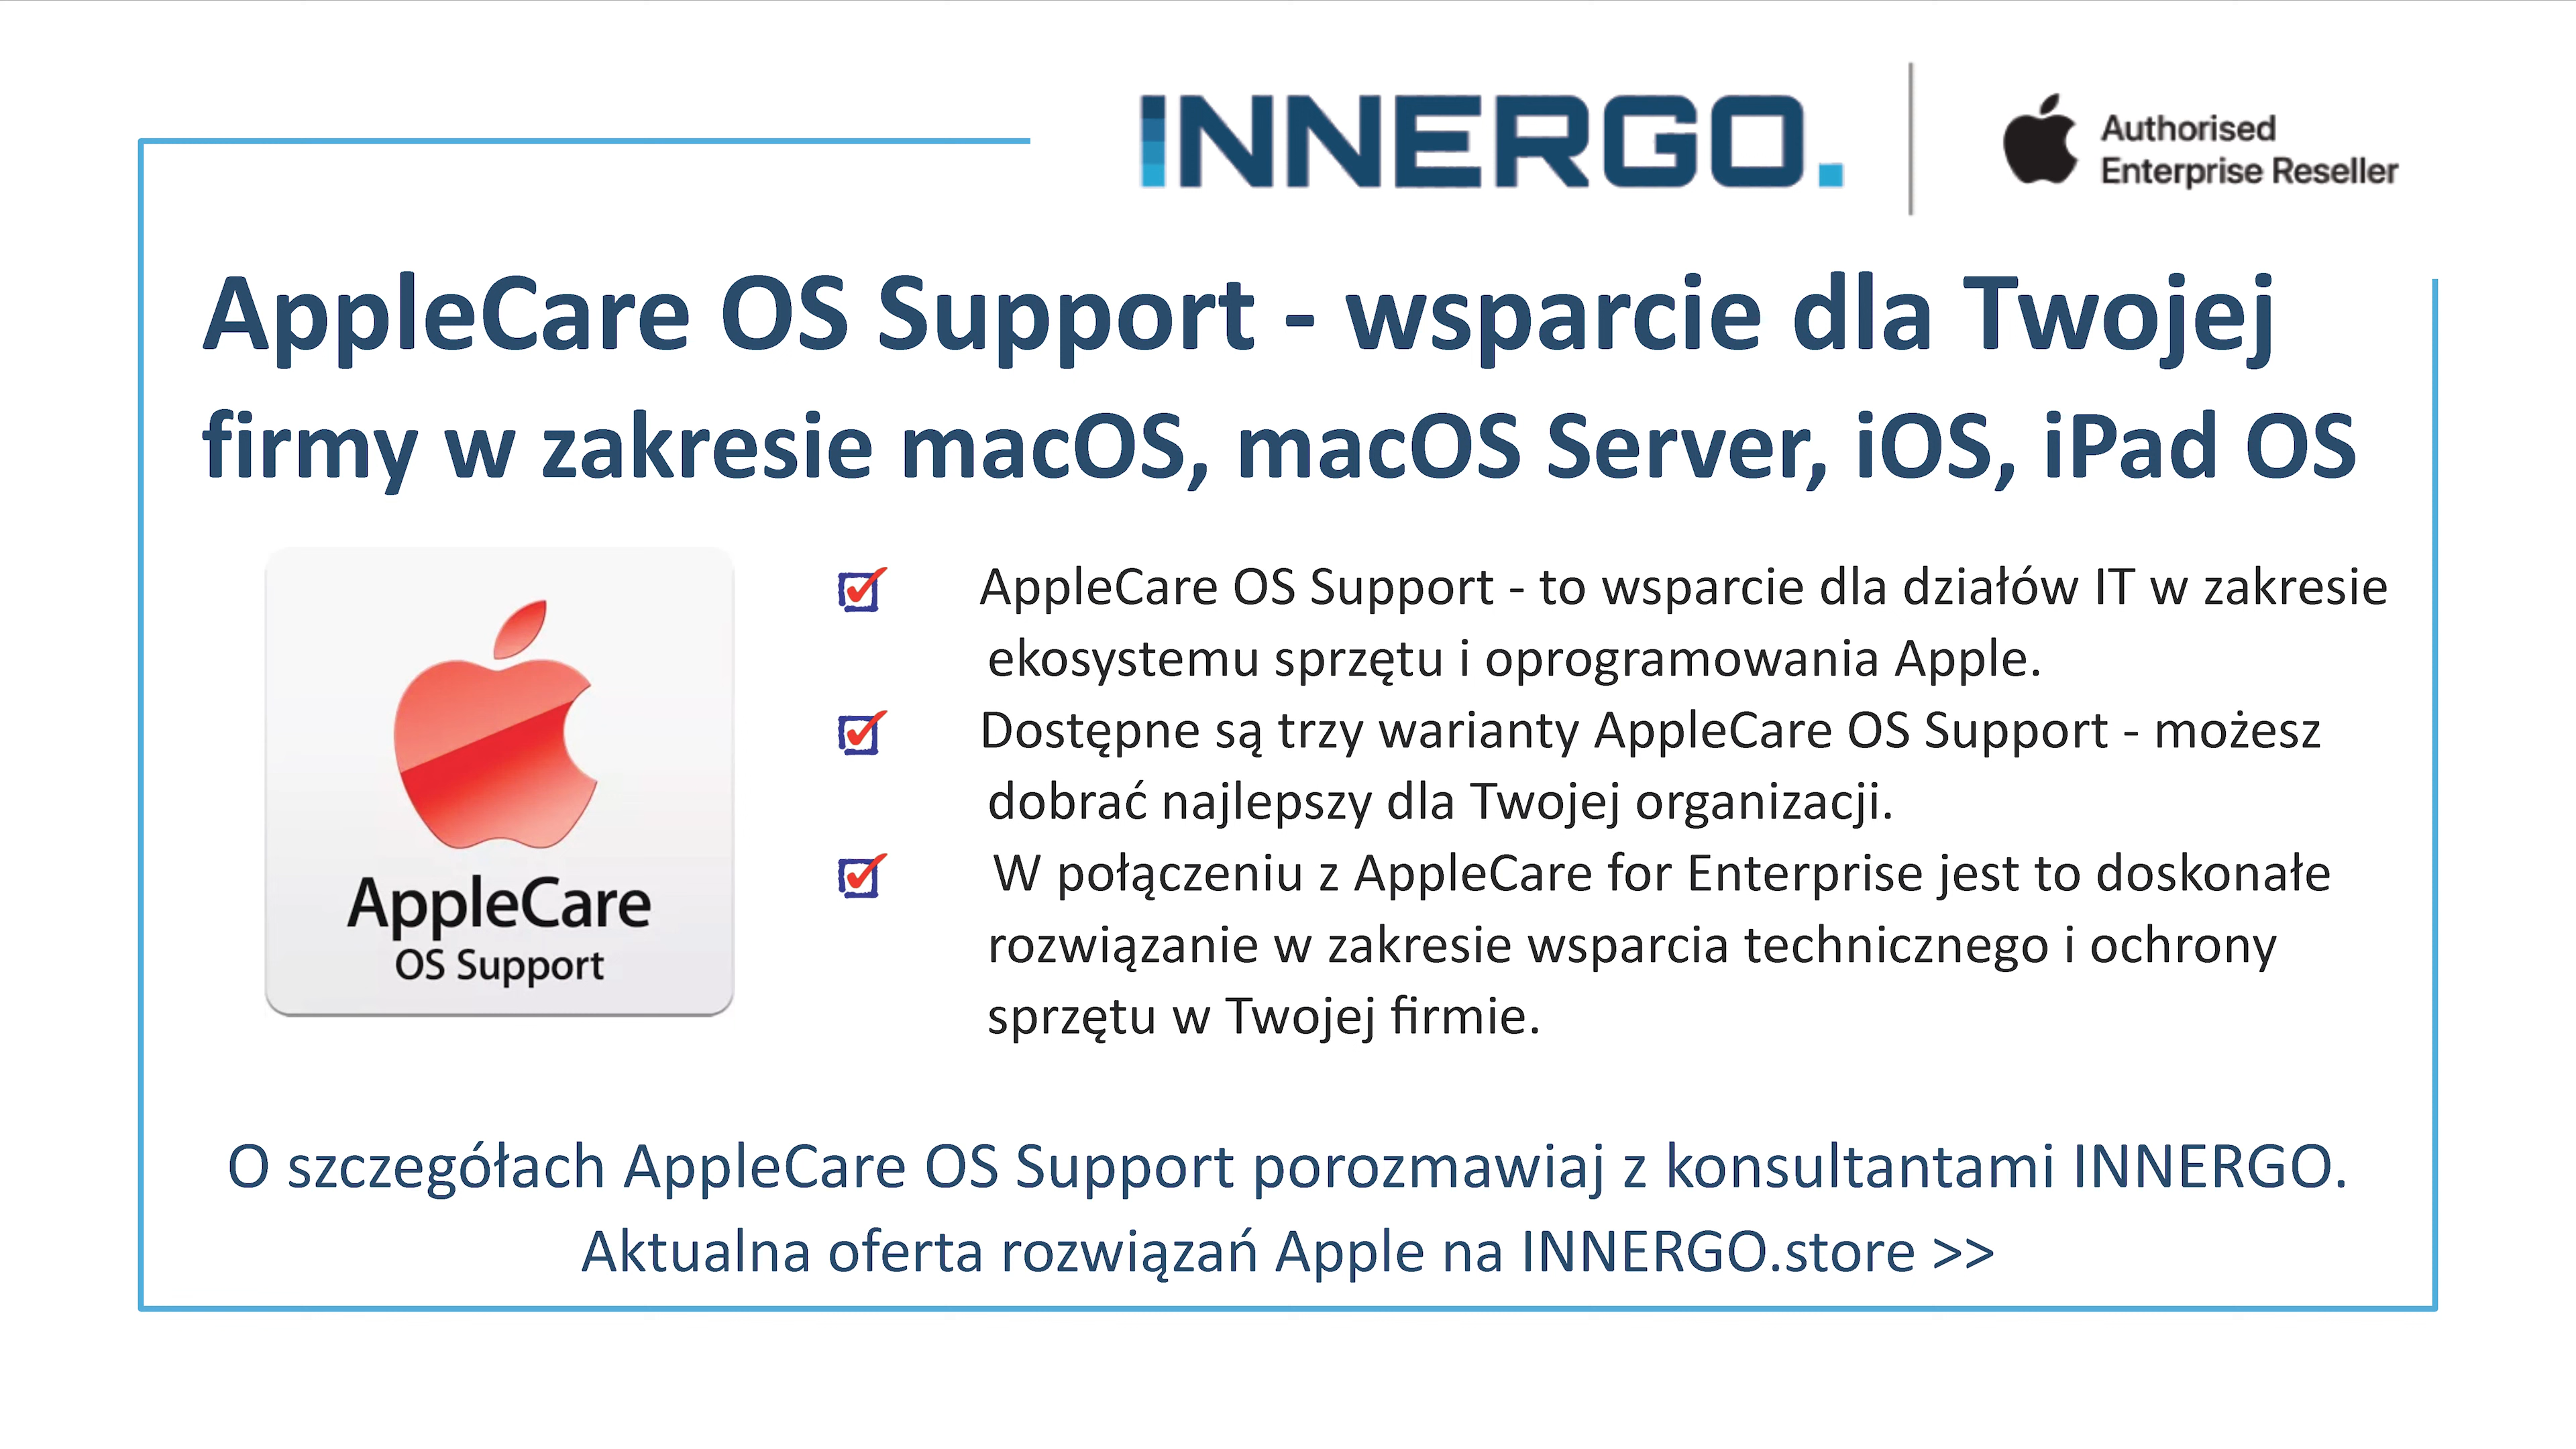 INNERGO.
Authorised
Enterprise Reseller
AppleCare OS Support - wsparcie dla Twojej
firmy w zakresie macOS, macOS Server, iOS, iPad OS
AppleCare
OS Support
AppleCare OS Support - to wsparcie dla działów IT w zakresie
ekosystemu sprzętu i oprogramowania Apple.
Dostępne są trzy warianty AppleCare OS Support - możesz
dobrać najlepszy dla Twojej organizacji.
W połączeniu z AppleCare for Enterprise jest to doskonałe
rozwiązanie w zakresie wsparcia technicznego i ochrony
sprzętu w Twojej firmie.
O szczegółach AppleCare OS Support porozmawiaj z konsultantami INNERGO.
Aktualna oferta rozwiązań Apple na INNERGO.store >>